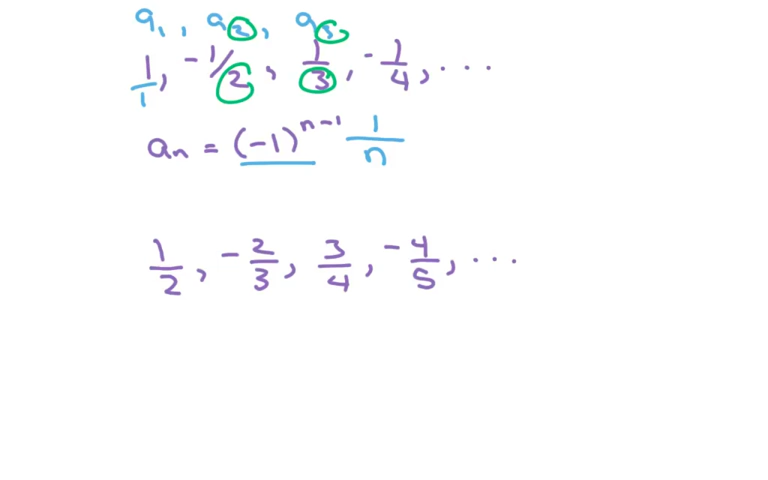 a₁, a₂, a₃
1/1, -1/2, 1/3, -1/4, ...
aₙ = (-1)ⁿ⁻¹ 1/n
1/2, -2/3, 3/4, -4/5, ...